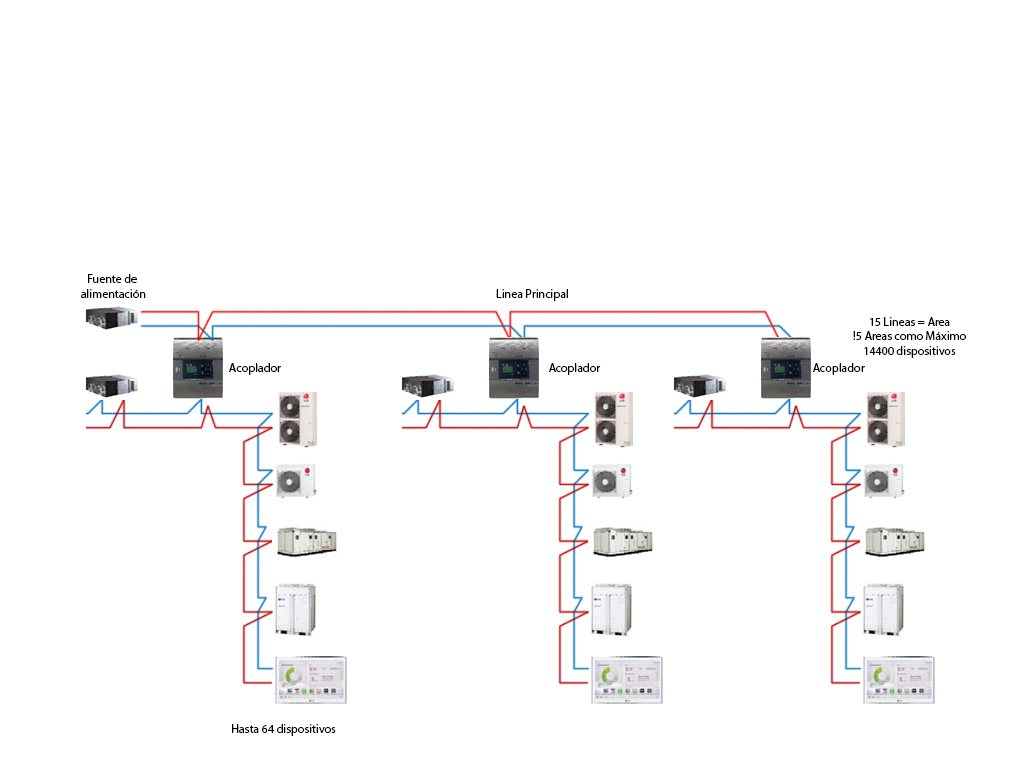 Fuente de
alimentación
Linea Principal
15 Lineas = Area
!5 Areas como Máximo
14400 dispositivos
Acoplador
Acoplador
Acoplador
Hasta 64 dispositivos